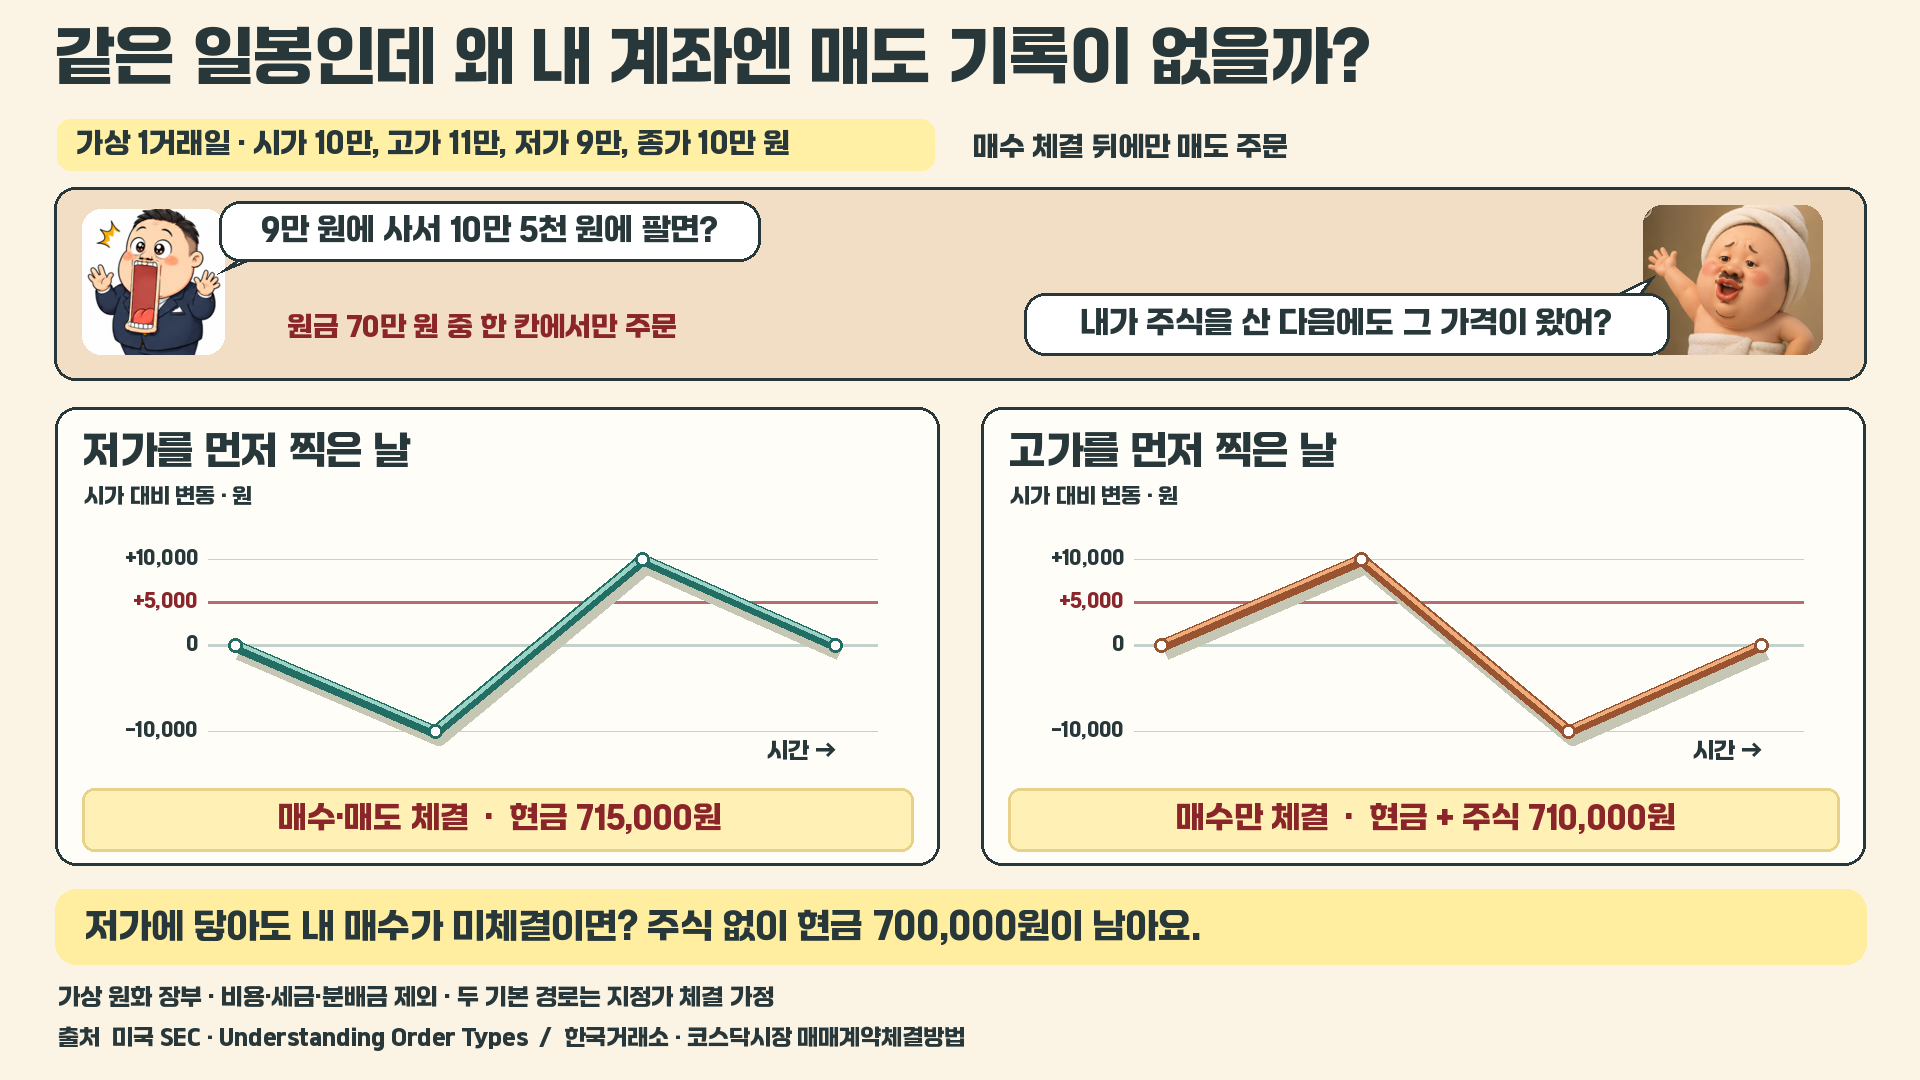 같은 일봉인데 왜 내 계좌엔 매도 기록이 없을까?
가상 1거래일 · 시가 10만, 고가 11만, 저가 9만, 종가 10만 원
매수 체결 뒤에만 매도 주문
9만 원에 사서 10만 5천 원에 팔면?
원금 70만 원 중 한 칸에서만 주문
내가 주식을 산 다음에도 그 가격이 왔어?
저가를 먼저 찍은 날
시가 대비 변동 · 원
+10,000
+5,000
0
−10,000
시간 →
매수·매도 체결 · 현금 715,000원
고가를 먼저 찍은 날
시가 대비 변동 · 원
+10,000
+5,000
0
−10,000
시간 →
매수만 체결 · 현금 + 주식 710,000원
저가에 닿아도 내 매수가 미체결이면? 주식 없이 현금 700,000원이 남아요.
가상 원화 장부 · 비용·세금·분배금 제외 · 두 기본 경로는 지정가 체결 가정
출처 미국 SEC · Understanding Order Types / 한국거래소 · 코스닥시장 매매계약체결방법